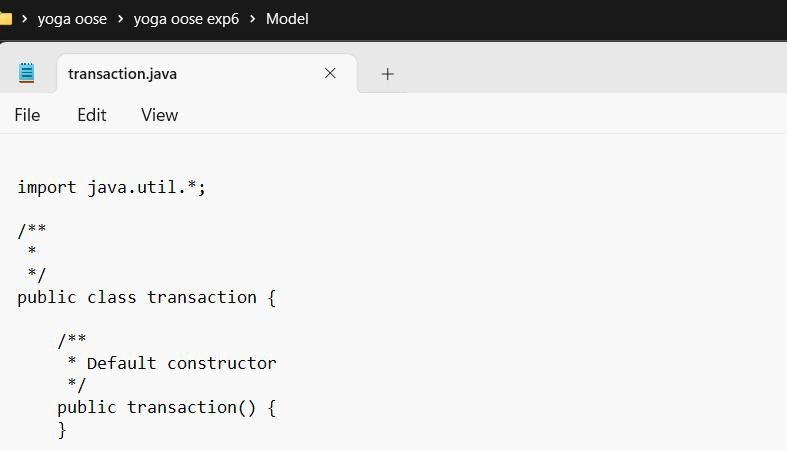 yoga oose > yoga oose exp6 > Model
transaction.java
File Edit View
import java.util.*;
/**
 *
 */
public class transaction {
    /**
     * Default constructor
     */
    public transaction() {
    }